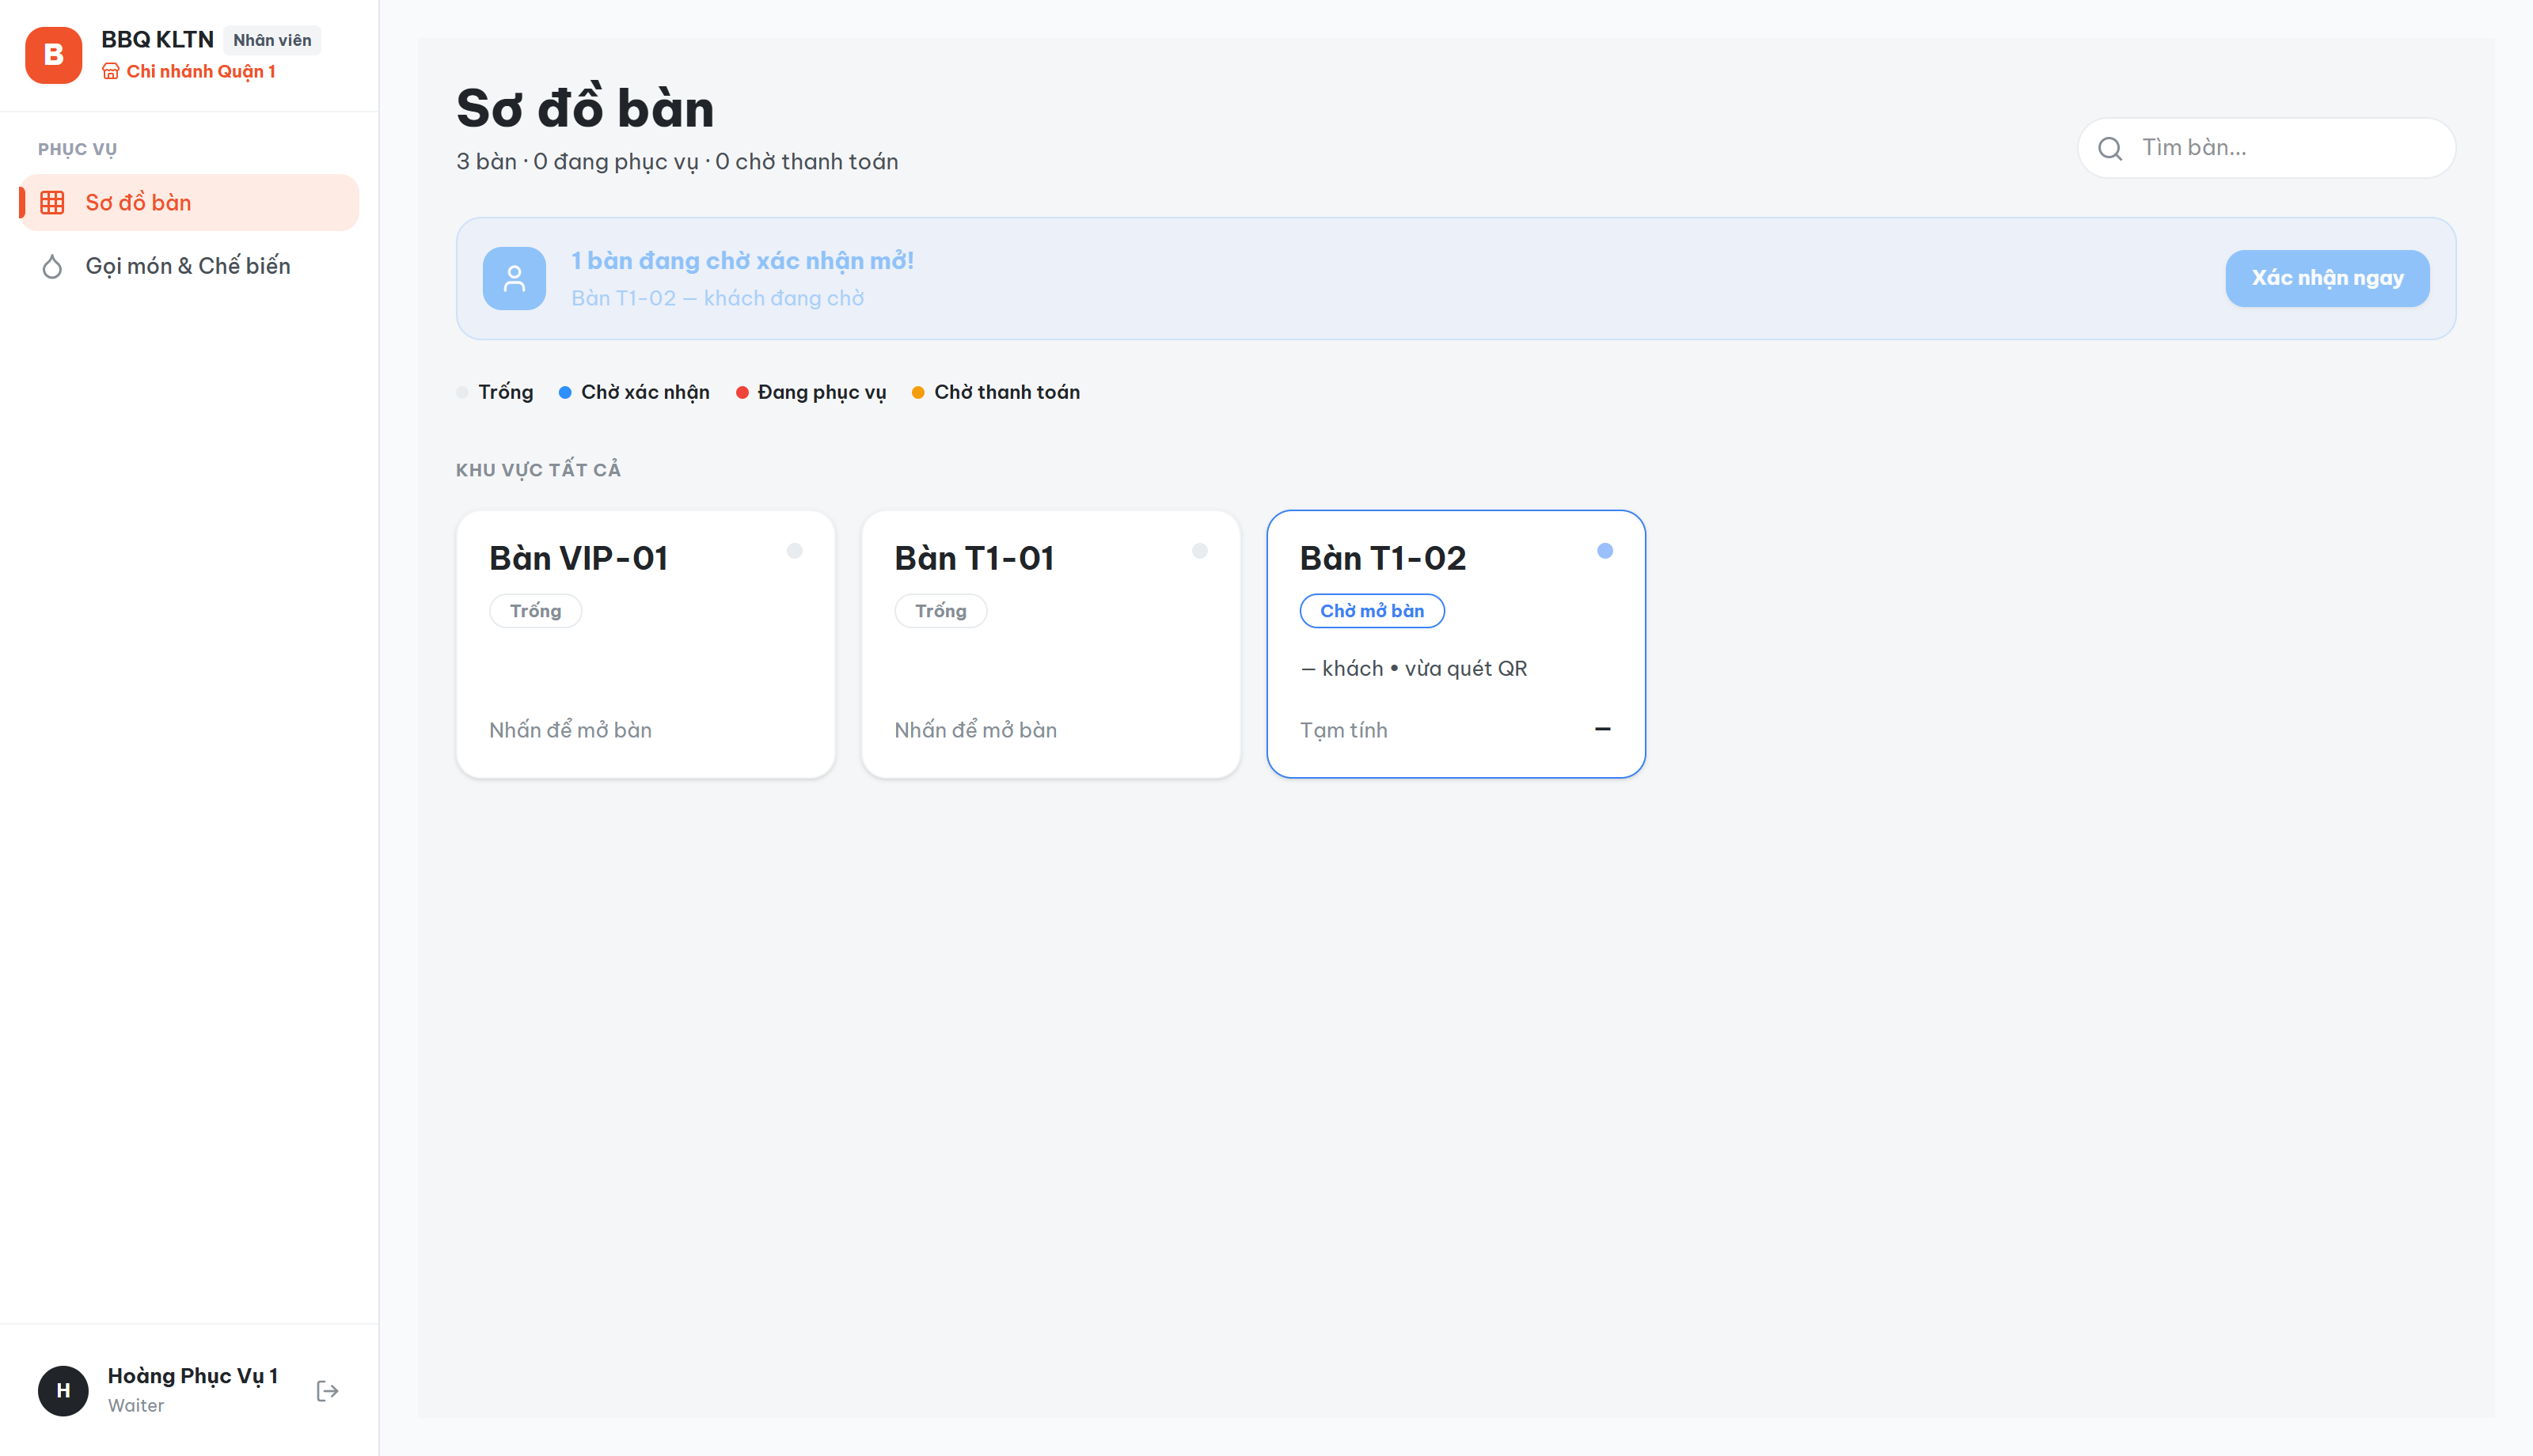 B
BBQ KLTN Nhân viên
Chi nhánh Quận 1
PHỤC VỤ
Sơ đồ bàn
Gọi món & Chế biến
Sơ đồ bàn
3 bàn · 0 đang phục vụ · 0 chờ thanh toán
Tìm bàn...
1 bàn đang chờ xác nhận mở!
Bàn T1-02 — khách đang chờ
Xác nhận ngay
Trống Chờ xác nhận Đang phục vụ Chờ thanh toán
KHU VỰC TẤT CẢ
Bàn VIP-01
Trống
Nhấn để mở bàn
Bàn T1-01
Trống
Nhấn để mở bàn
Bàn T1-02
Chờ mở bàn
— khách • vừa quét QR
Tạm tính —
H
Hoàng Phục Vụ 1
Waiter